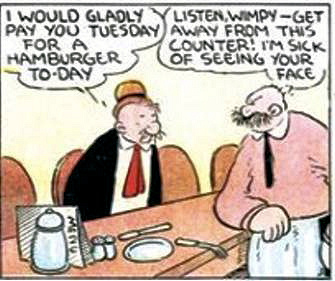 I WOULD GLADLY
PAY YOU TUESDAY
FOR A
HAMBURGER
TO-DAY
LISTEN, WIMPY—GET
AWAY FROM THIS
COUNTER! I'M SICK
OF SEEING YOUR
FACE
MENU